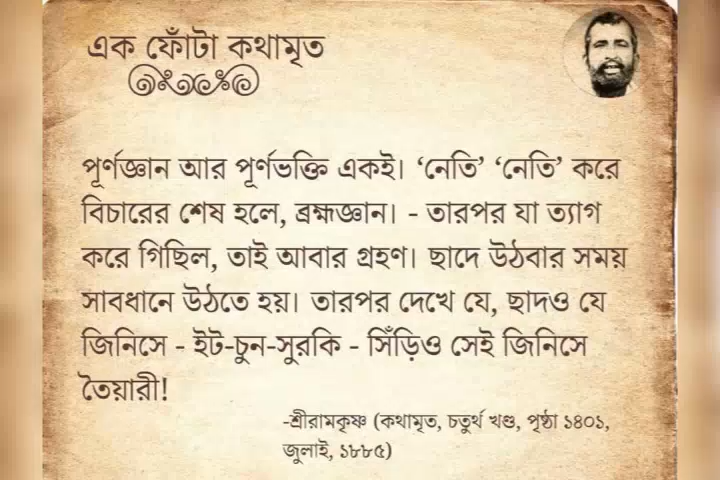 এক ফোঁটা কথামৃত
পূর্ণজ্ঞান আর পূর্ণভক্তি একই। ‘নেতি’ ‘নেতি’ করে
বিচারের শেষ হলে, ব্রহ্মজ্ঞান। - তারপর যা ত্যাগ
করে গিছিল, তাই আবার গ্রহণ। ছাদে উঠবার সময়
সাবধানে উঠতে হয়। তারপর দেখে যে, ছাদও যে
জিনিসে - ইট-চুন-সুরকি - সিঁড়িও সেই জিনিসে
তৈয়ারী!
-শ্রীরামকৃষ্ণ (কথামৃত, চতুর্থ খণ্ড, পৃষ্ঠা ১৪০১,
জুলাই, ১৮৮৫)